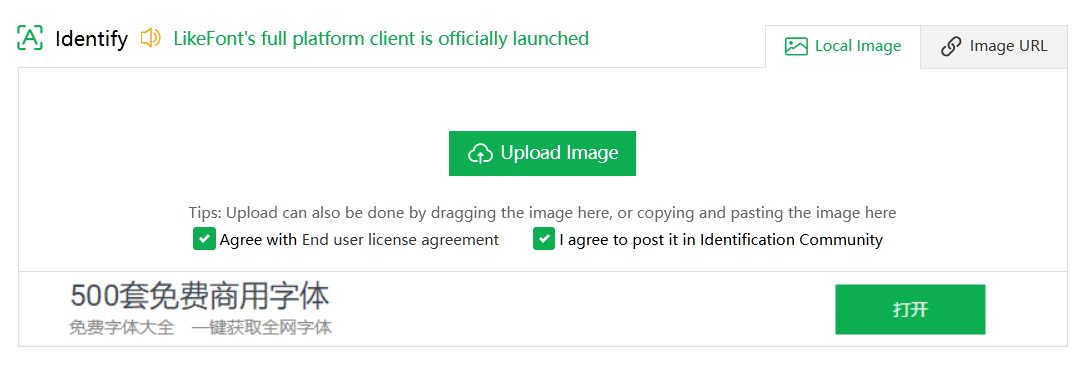 Identify LikeFont's full platform client is officially launched
Local Image Image URL
Upload Image
Tips: Upload can also be done by dragging the image here, or copying and pasting the image here
Agree with End user license agreement I agree to post it in Identification Community
500套免费商用字体
免费字体大全 一键获取全网字体
打开